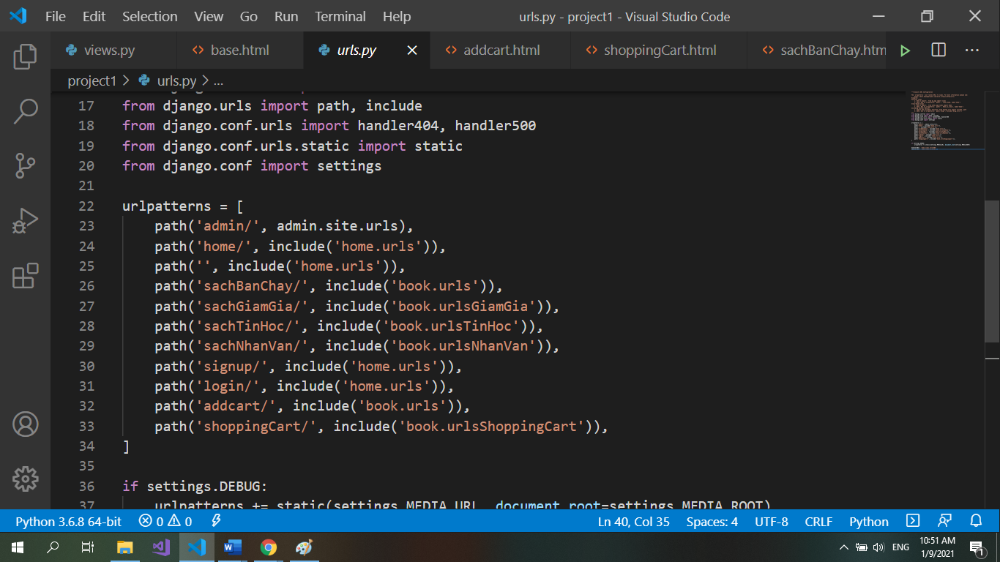 File Edit Selection View Go Run Terminal Help urls.py - project1 - Visual Studio Code
views.py base.html urls.py addcart.html shoppingCart.html sachBanChay.htm
project1 > urls.py > ...
17 from django.urls import path, include
18 from django.conf.urls import handler404, handler500
19 from django.conf.urls.static import static
20 from django.conf import settings
21
22 urlpatterns = [
23 path('admin/', admin.site.urls),
24 path('home/', include('home.urls')),
25 path('', include('home.urls')),
26 path('sachBanChay/', include('book.urls')),
27 path('sachGiamGia/', include('book.urlsGiamGia')),
28 path('sachTinHoc/', include('book.urlsTinHoc')),
29 path('sachNhanVan/', include('book.urlsNhanVan')),
30 path('signup/', include('home.urls')),
31 path('login/', include('home.urls')),
32 path('addcart/', include('book.urls')),
33 path('shoppingCart/', include('book.urlsShoppingCart')),
34 ]
35
36 if settings.DEBUG:
37 urlpatterns += static(settings.MEDIA_URL, document_root=settings.MEDIA_ROOT)
Python 3.6.8 64-bit 0 0 Ln 40, Col 35 Spaces: 4 UTF-8 CRLF Python
ENG 10:51 AM
1/9/2021 1